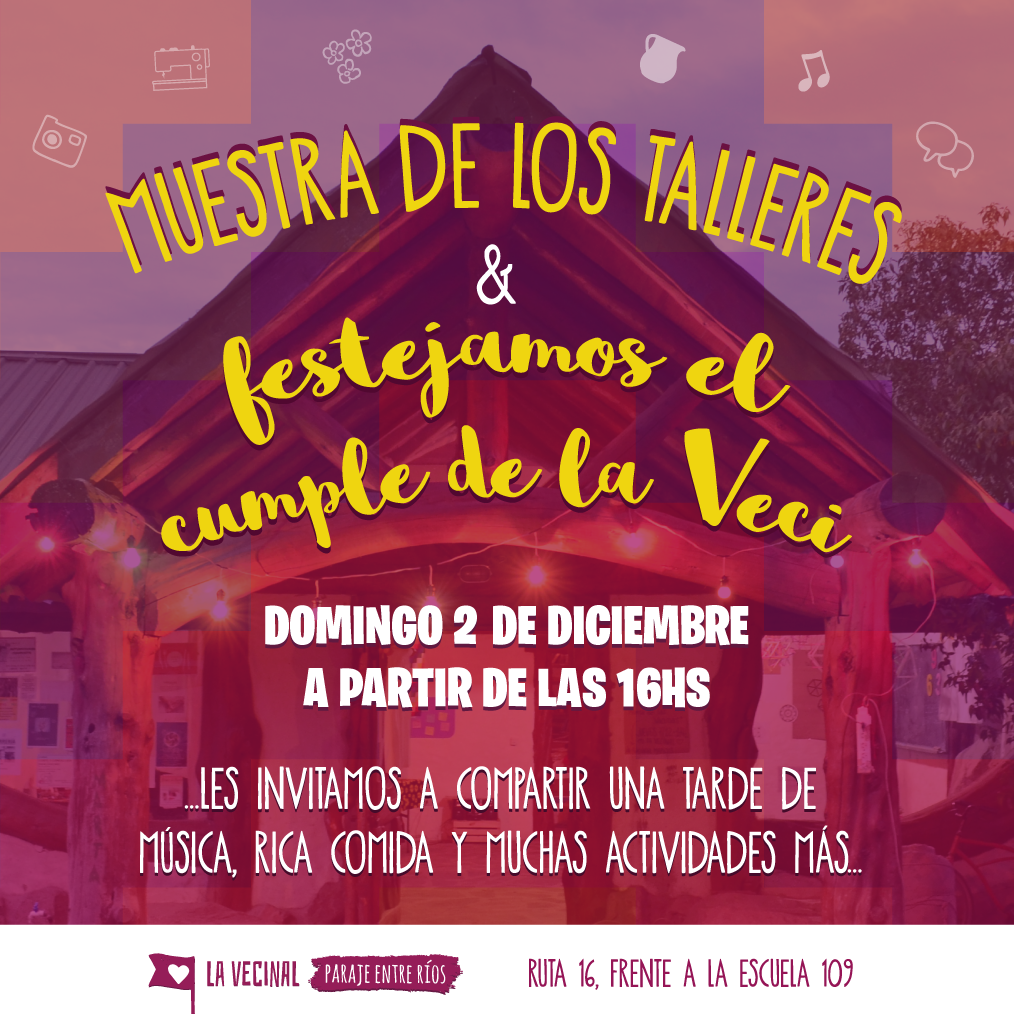 MUESTRA DE LOS TALLERES
&
festejamos el
cumple de la Veci
DOMINGO 2 DE DICIEMBRE
A PARTIR DE LAS 16HS
...LES INVITAMOS A COMPARTIR UNA TARDE DE
MÚSICA, RICA COMIDA Y MUCHAS ACTIVIDADES MÁS...
LA VECINAL PARAJE ENTRE RÍOS RUTA 16, FRENTE A LA ESCUELA 109